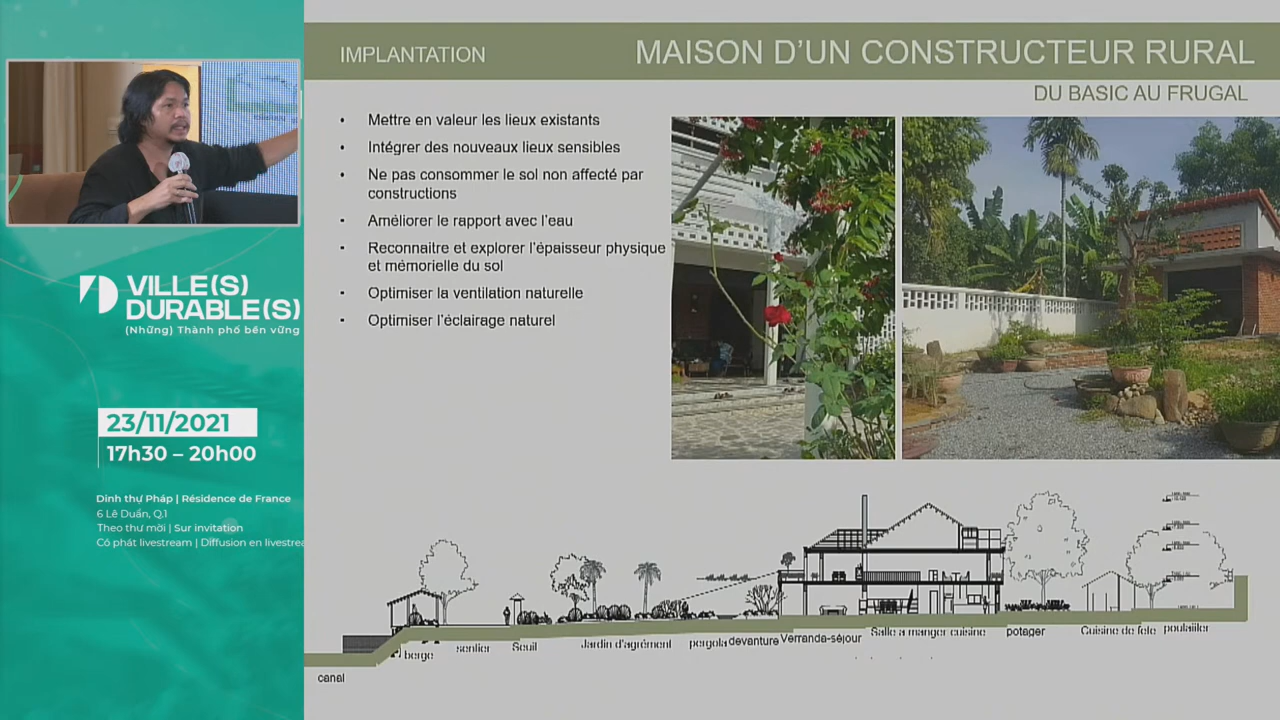 VILLE(S)
DURABLE(S)
(Những) Thành phố bền vững
23/11/2021
17h30 – 20h00
Dinh thự Pháp | Résidence de France
6 Lê Duẩn, Q.1
Theo thư mời | Sur invitation
Có phát livestream | Diffusion en livestrea
IMPLANTATION
MAISON D'UN CONSTRUCTEUR RURAL
DU BASIC AU FRUGAL
• Mettre en valeur les lieux existants
• Intégrer des nouveaux lieux sensibles
• Ne pas consommer le sol non affecté par
constructions
• Améliorer le rapport avec l'eau
• Reconnaitre et explorer l'épaisseur physique
et mémorielle du sol
• Optimiser la ventilation naturelle
• Optimiser l'éclairage naturel
canal
berge
sentier
Seuil
Jardin d'agrément
pergola
devanture
Verranda-séjour
Salle a manger
cuisine
potager
Cuisine de fete
poulailler